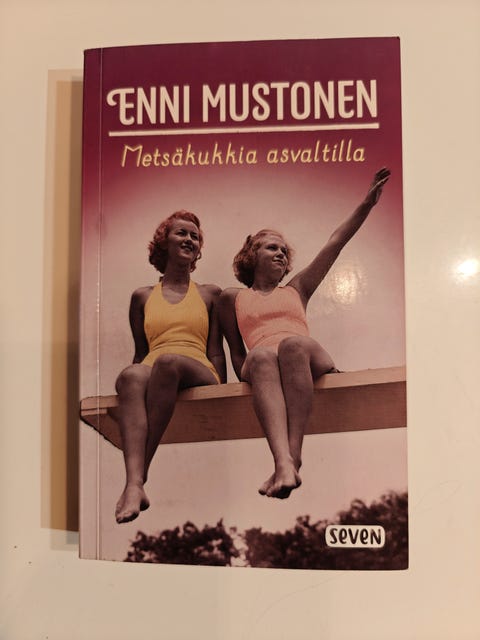 ENNI MUSTONEN
Metsäkukkia asvaltilla
seven